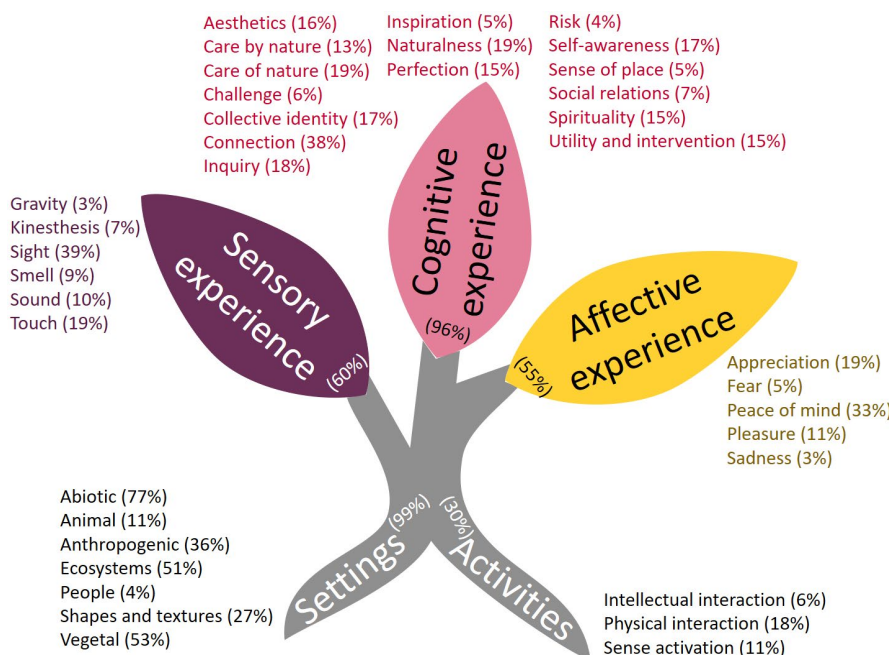 Aesthetics (16%)
Care by nature (13%)
Care of nature (19%)
Challenge (6%)
Collective identity (17%)
Connection (38%)
Inquiry (18%)
Inspiration (5%)
Naturalness (19%)
Perfection (15%)
Risk (4%)
Self-awareness (17%)
Sense of place (5%)
Social relations (7%)
Spirituality (15%)
Utility and intervention (15%)
Gravity (3%)
Kinesthesis (7%)
Sight (39%)
Smell (9%)
Sound (10%)
Touch (19%)
Sensory
experience
(60%)
Cognitive
experience
(96%)
Affective
experience
(55%)
Appreciation (19%)
Fear (5%)
Peace of mind (33%)
Pleasure (11%)
Sadness (3%)
Abiotic (77%)
Animal (11%)
Anthropogenic (36%)
Ecosystems (51%)
People (4%)
Shapes and textures (27%)
Vegetal (53%)
Settings
(99%)
Activities
(30%)
Intellectual interaction (6%)
Physical interaction (18%)
Sense activation (11%)